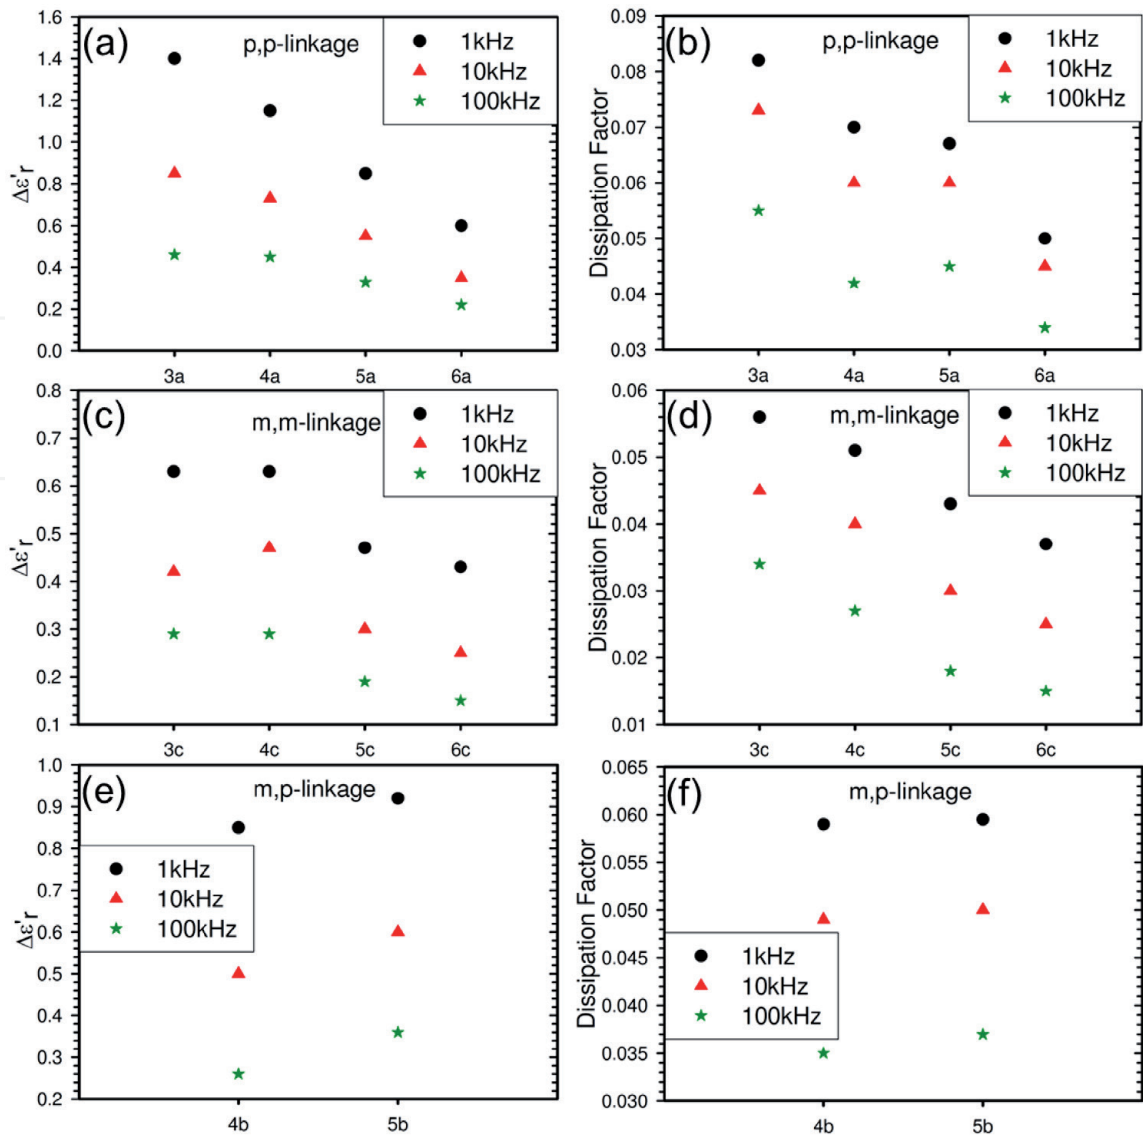 (a)
p,p-linkage
1kHz
10kHz
100kHz
Δε'r
1.6
1.4
1.2
1.0
0.8
0.6
0.4
0.2
0.0
3a 4a 5a 6a
(b)
p,p-linkage
1kHz
10kHz
100kHz
Dissipation Factor
0.09
0.08
0.07
0.06
0.05
0.04
0.03
3a 4a 5a 6a
(c)
m,m-linkage
1kHz
10kHz
100kHz
Δε'r
0.8
0.7
0.6
0.5
0.4
0.3
0.2
0.1
3c 4c 5c 6c
(d)
m,m-linkage
1kHz
10kHz
100kHz
Dissipation Factor
0.06
0.05
0.04
0.03
0.02
0.01
3c 4c 5c 6c
(e)
m,p-linkage
1kHz
10kHz
100kHz
Δε'r
1.0
0.9
0.8
0.7
0.6
0.5
0.4
0.3
0.2
4b 5b
(f)
m,p-linkage
1kHz
10kHz
100kHz
Dissipation Factor
0.065
0.060
0.055
0.050
0.045
0.040
0.035
0.030
4b 5b